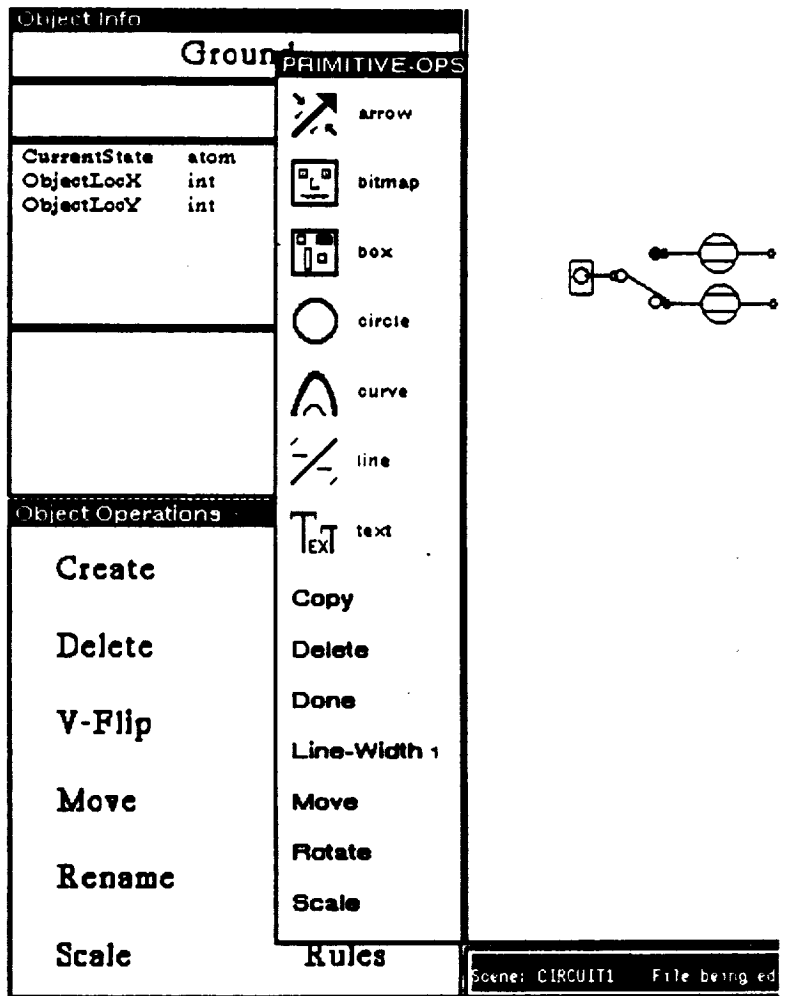 Object Info
Ground
PRIMITIVE-OPS
CurrentState atom
ObjectLocX int
ObjectLocY int
arrow
bitmap
box
circle
curve
line
TEXT text
Copy
Delete
Done
Line-Width 1
Move
Rotate
Scale
Object Operations
Create
Delete
V-Flip
Move
Rename
Scale Rules
Scene: CIRCUIT1 File being ed